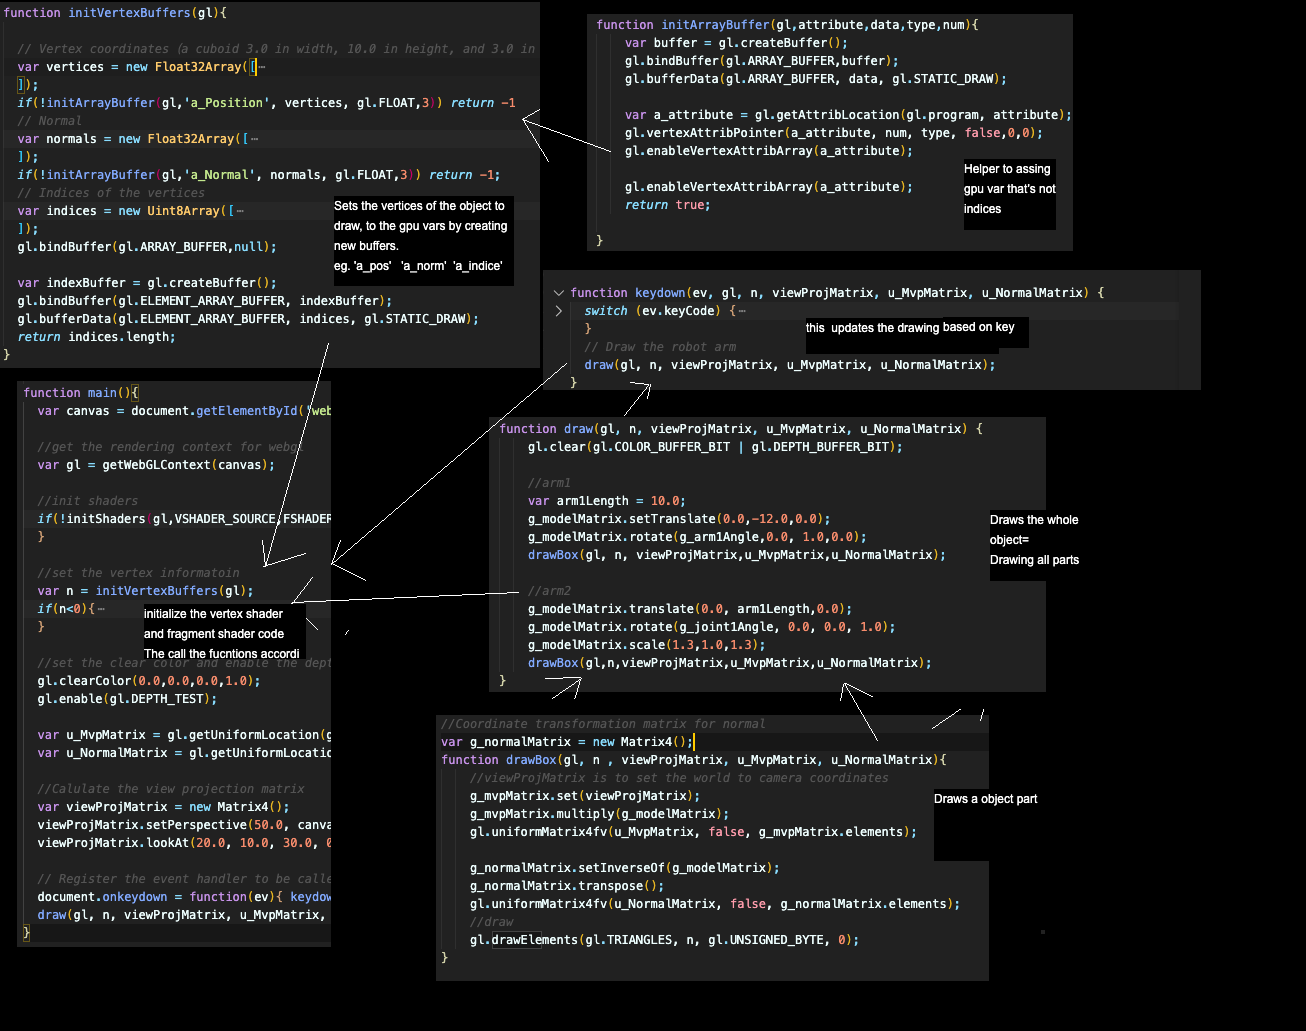 function initVertexBuffers(gl){
// Vertex coordinates (a cuboid 3.0 in width, 10.0 in height, and 3.0 in
var vertices = new Float32Array([⋯
]);
if(!initArrayBuffer(gl,'a_Position', vertices, gl.FLOAT,3)) return -1
// Normal
var normals = new Float32Array([⋯
]);
if(!initArrayBuffer(gl,'a_Normal', normals, gl.FLOAT,3)) return -1;
// Indices of the vertices
var indices = new Uint8Array([⋯
]);
gl.bindBuffer(gl.ARRAY_BUFFER,null);
var indexBuffer = gl.createBuffer();
gl.bindBuffer(gl.ELEMENT_ARRAY_BUFFER, indexBuffer);
gl.bufferData(gl.ELEMENT_ARRAY_BUFFER, indices, gl.STATIC_DRAW);
return indices.length;
}
Sets the vertices of the object to
draw, to the gpu vars by creating
new buffers.
eg. 'a_pos' 'a_norm' 'a_indice'
function initArrayBuffer(gl,attribute,data,type,num){
var buffer = gl.createBuffer();
gl.bindBuffer(gl.ARRAY_BUFFER,buffer);
gl.bufferData(gl.ARRAY_BUFFER, data, gl.STATIC_DRAW);
var a_attribute = gl.getAttribLocation(gl.program, attribute);
gl.vertexAttribPointer(a_attribute, num, type, false,0,0);
gl.enableVertexAttribArray(a_attribute);
gl.enableVertexAttribArray(a_attribute);
return true;
}
Helper to assing
gpu var that's not
indices
function keydown(ev, gl, n, viewProjMatrix, u_MvpMatrix, u_NormalMatrix) {
switch (ev.keyCode) {⋯
}
// Draw the robot arm
draw(gl, n, viewProjMatrix, u_MvpMatrix, u_NormalMatrix);
}
this updates the drawing based on key
function main(){
var canvas = document.getElementById('web
//get the rendering context for webg
var gl = getWebGLContext(canvas);
//init shaders
if(!initShaders(gl,VSHADER_SOURCE,FSHADER
}
//set the vertex informatoin
var n = initVertexBuffers(gl);
if(n<0){⋯
}
initialize the vertex shader
and fragment shader code
The call the fucntions accordi
//set the clear color and enable the dept
gl.clearColor(0.0,0.0,0.0,1.0);
gl.enable(gl.DEPTH_TEST);
var u_MvpMatrix = gl.getUniformLocation(g
var u_NormalMatrix = gl.getUniformLocatio
//Calulate the view projection matrix
var viewProjMatrix = new Matrix4();
viewProjMatrix.setPerspective(50.0, canva
viewProjMatrix.lookAt(20.0, 10.0, 30.0, 0
// Register the event handler to be calle
document.onkeydown = function(ev){ keydow
draw(gl, n, viewProjMatrix, u_MvpMatrix,
}
function draw(gl, n, viewProjMatrix, u_MvpMatrix, u_NormalMatrix) {
gl.clear(gl.COLOR_BUFFER_BIT | gl.DEPTH_BUFFER_BIT);
//arm1
var arm1Length = 10.0;
g_modelMatrix.setTranslate(0.0,-12.0,0.0);
g_modelMatrix.rotate(g_arm1Angle,0.0, 1.0,0.0);
drawBox(gl, n, viewProjMatrix,u_MvpMatrix,u_NormalMatrix);
//arm2
g_modelMatrix.translate(0.0, arm1Length,0.0);
g_modelMatrix.rotate(g_joint1Angle, 0.0, 0.0, 1.0);
g_modelMatrix.scale(1.3,1.0,1.3);
drawBox(gl,n,viewProjMatrix,u_MvpMatrix,u_NormalMatrix);
}
Draws the whole
object=
Drawing all parts
//Coordinate transformation matrix for normal
var g_normalMatrix = new Matrix4();
function drawBox(gl, n , viewProjMatrix, u_MvpMatrix, u_NormalMatrix){
//viewProjMatrix is to set the world to camera coordinates
g_mvpMatrix.set(viewProjMatrix);
g_mvpMatrix.multiply(g_modelMatrix);
gl.uniformMatrix4fv(u_MvpMatrix, false, g_mvpMatrix.elements);
g_normalMatrix.setInverseOf(g_modelMatrix);
g_normalMatrix.transpose();
gl.uniformMatrix4fv(u_NormalMatrix, false, g_normalMatrix.elements);
//draw
gl.drawElements(gl.TRIANGLES, n, gl.UNSIGNED_BYTE, 0);
}
Draws a object part